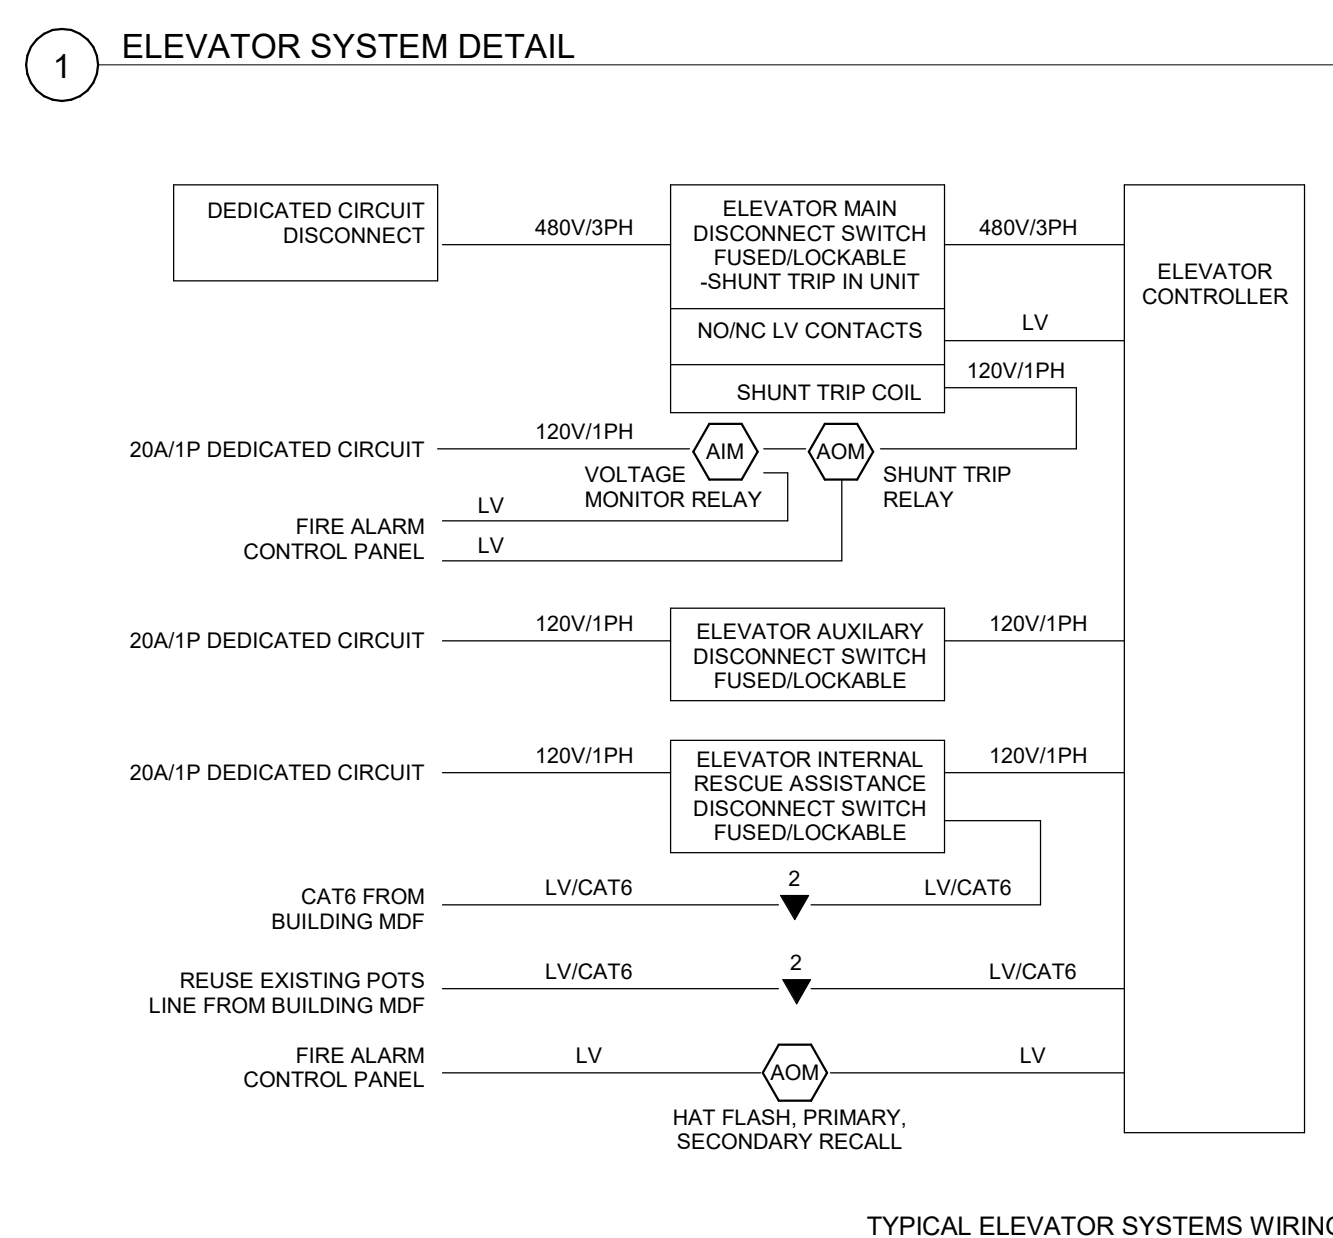 1
ELEVATOR SYSTEM DETAIL
DEDICATED CIRCUIT
DISCONNECT
480V/3PH
ELEVATOR MAIN
DISCONNECT SWITCH
FUSED/LOCKABLE
-SHUNT TRIP IN UNIT
480V/3PH
ELEVATOR
CONTROLLER
NO/NC LV CONTACTS
LV
SHUNT TRIP COIL
120V/1PH
20A/1P DEDICATED CIRCUIT
120V/1PH
AIM
AOM
VOLTAGE
MONITOR RELAY
SHUNT TRIP
RELAY
FIRE ALARM
CONTROL PANEL
LV
LV
20A/1P DEDICATED CIRCUIT
120V/1PH
ELEVATOR AUXILARY
DISCONNECT SWITCH
FUSED/LOCKABLE
120V/1PH
20A/1P DEDICATED CIRCUIT
120V/1PH
ELEVATOR INTERNAL
RESCUE ASSISTANCE
DISCONNECT SWITCH
FUSED/LOCKABLE
120V/1PH
CAT6 FROM
BUILDING MDF
LV/CAT6
2
LV/CAT6
REUSE EXISTING POTS
LINE FROM BUILDING MDF
LV/CAT6
2
LV/CAT6
FIRE ALARM
CONTROL PANEL
LV
AOM
LV
HAT FLASH, PRIMARY,
SECONDARY RECALL
TYPICAL ELEVATOR SYSTEMS WIRING